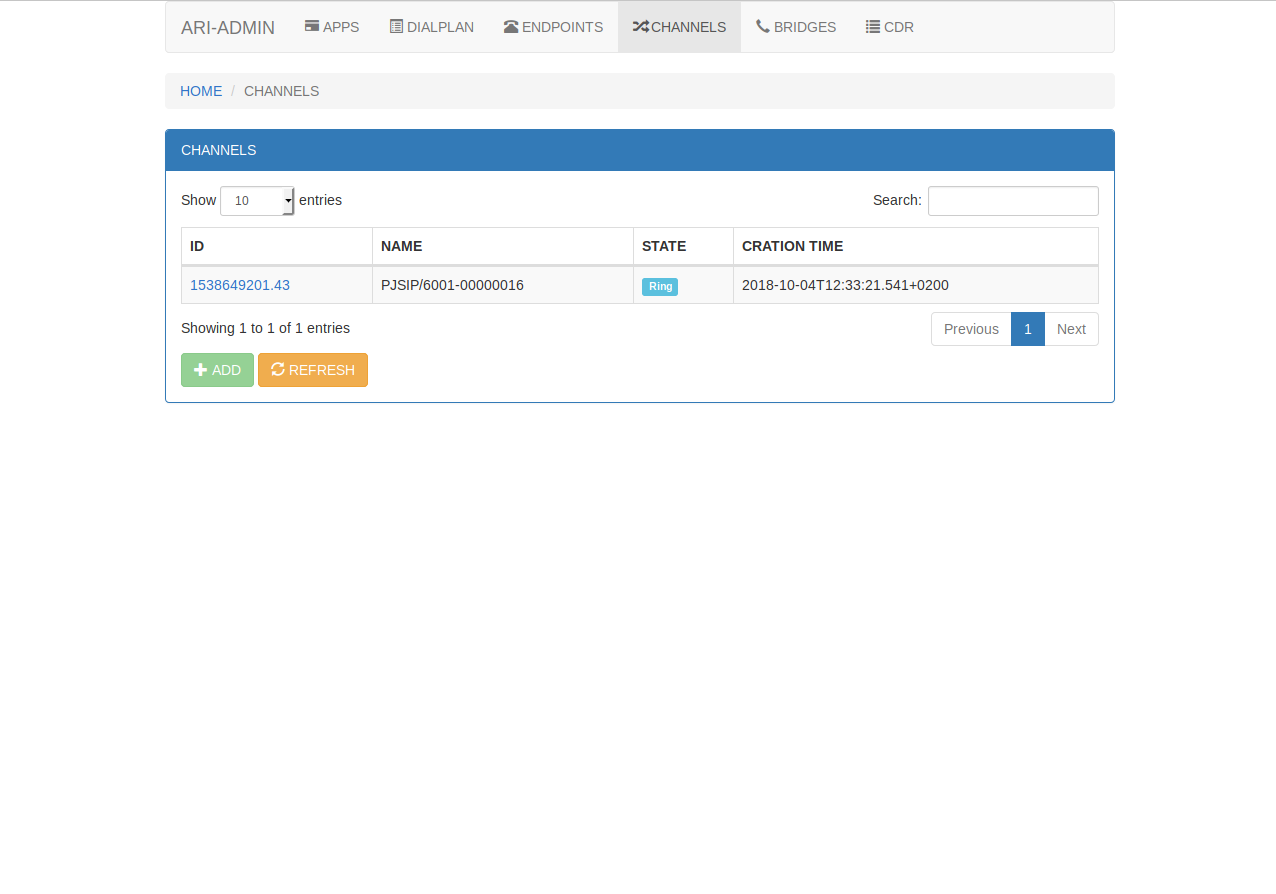 ARI-ADMIN APPS DIALPLAN ENDPOINTS CHANNELS BRIDGES CDR
HOME / CHANNELS
CHANNELS
Show 10 entries Search:
ID NAME STATE CRATION TIME
1538649201.43 PJSIP/6001-00000016 Ring 2018-10-04T12:33:21.541+0200
Showing 1 to 1 of 1 entries Previous 1 Next
ADD REFRESH